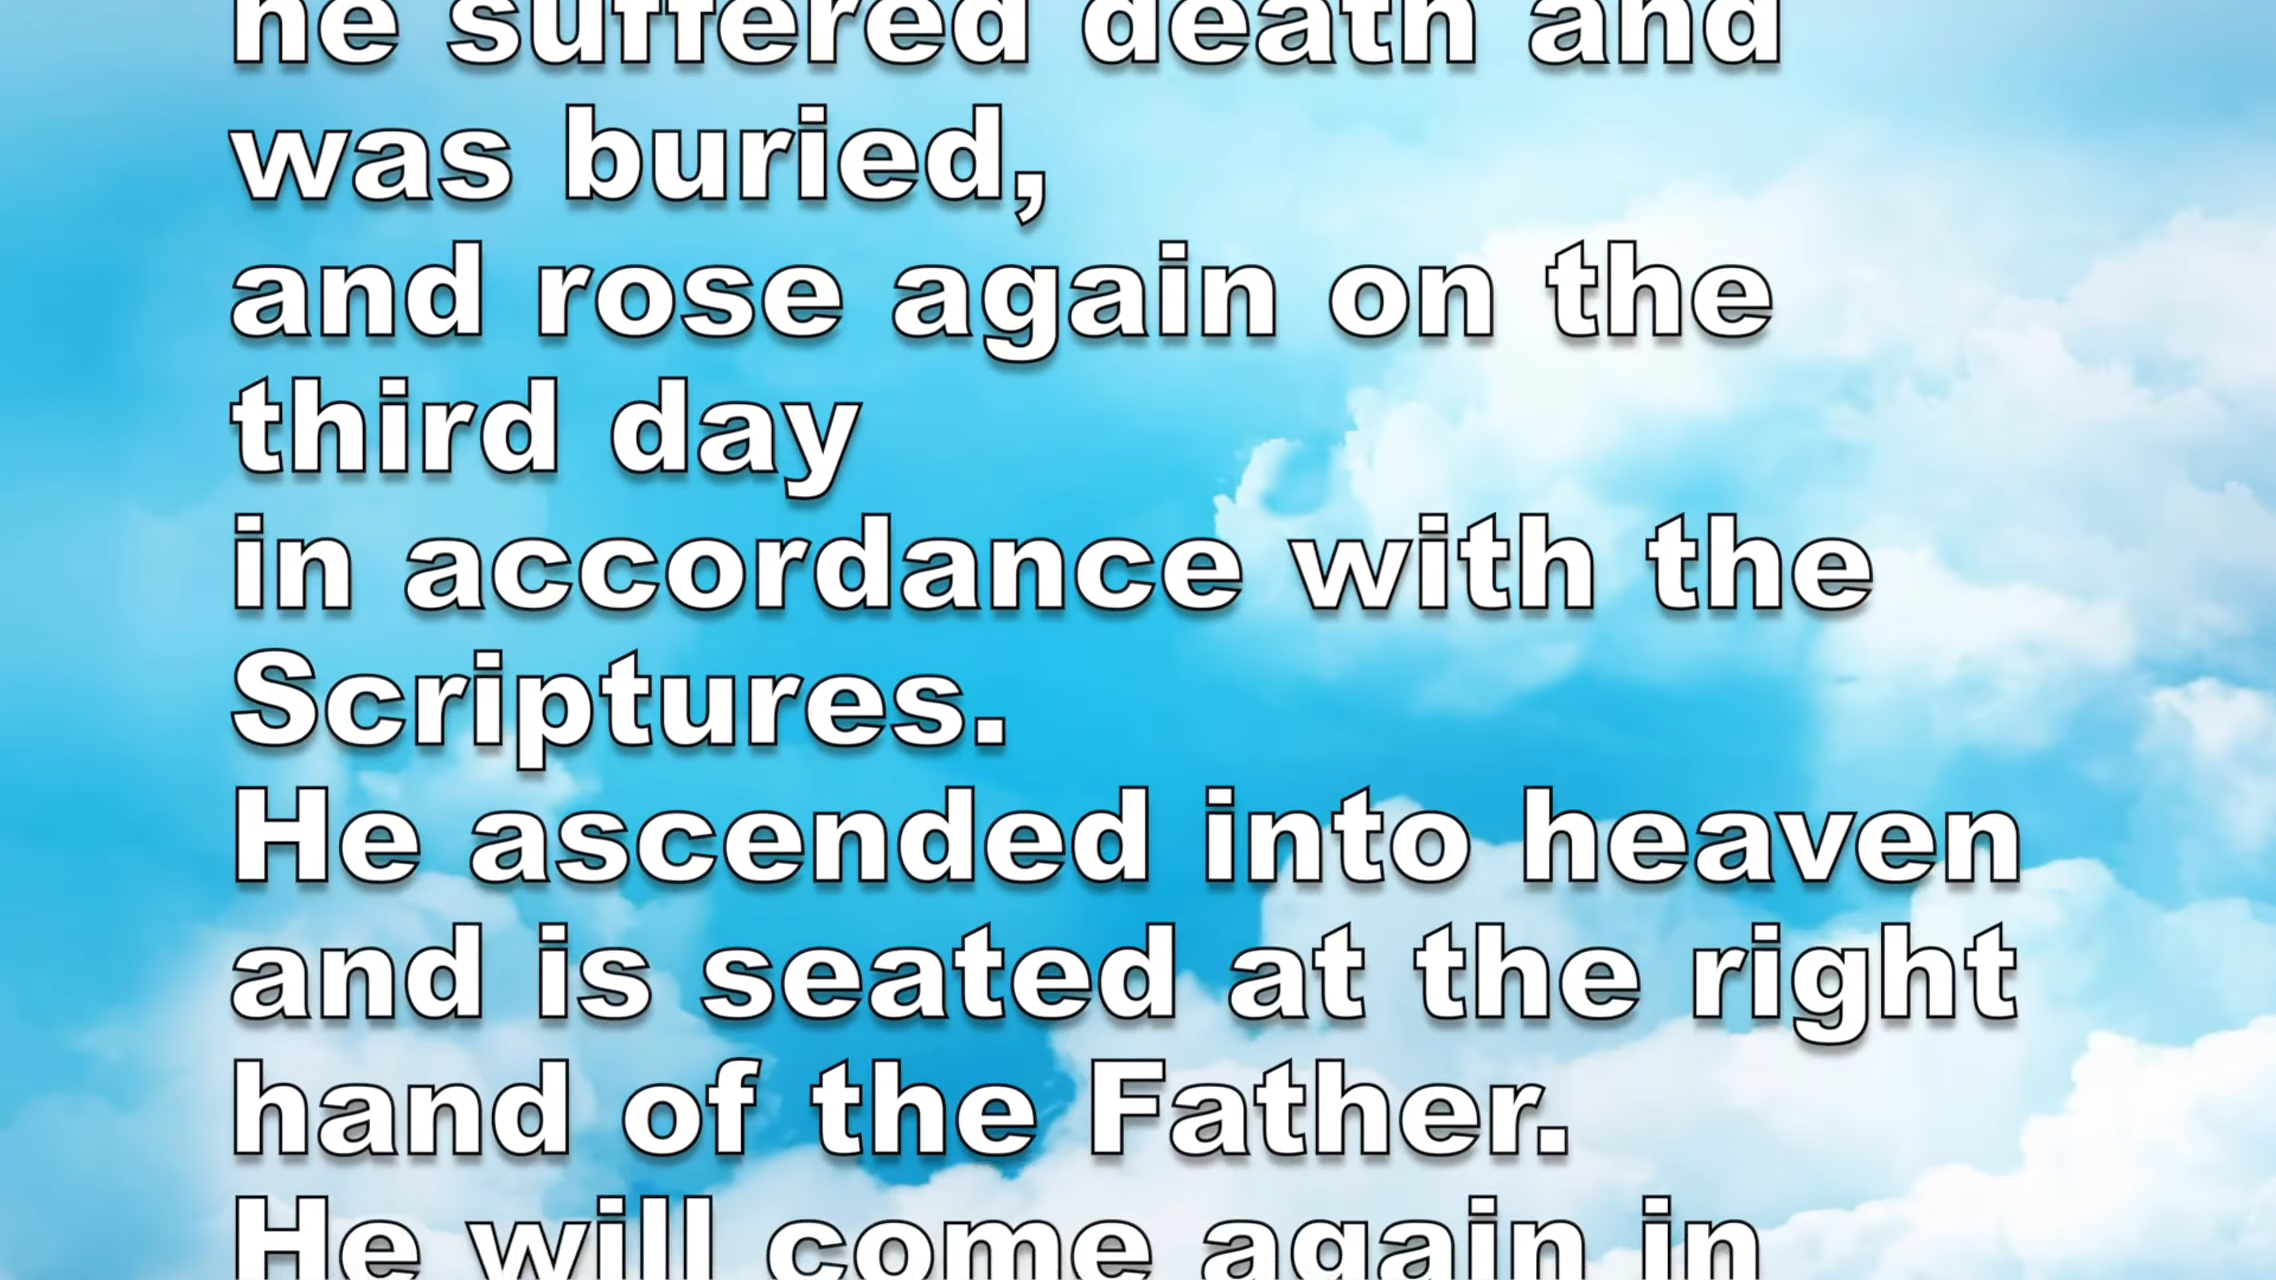 he suffered death and
was buried,
and rose again on the
third day
in accordance with the
Scriptures.
He ascended into heaven
and is seated at the right
hand of the Father.
He will come again in